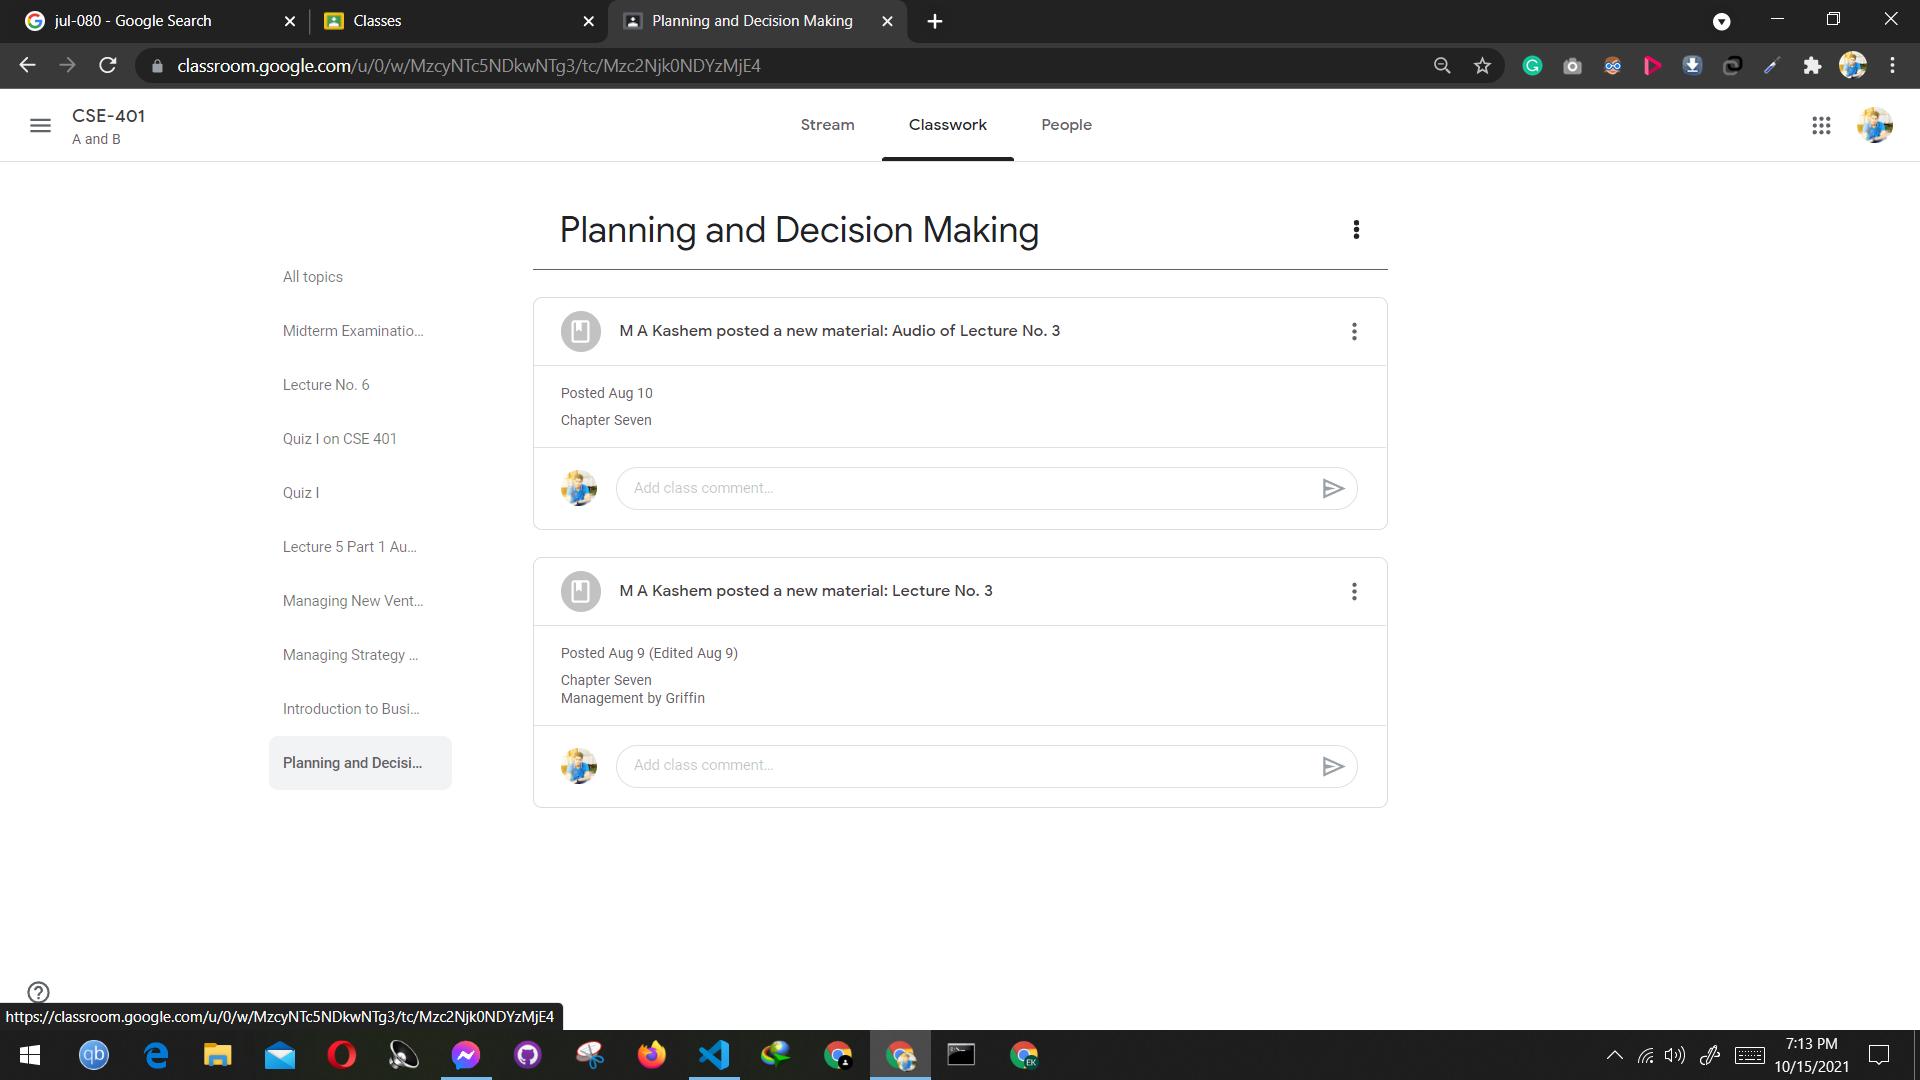 jul-080 - Google Search
Classes
Planning and Decision Making
classroom.google.com/u/0/w/MzcyNTc5NDkwNTg3/tc/Mzc2Njk0NDYzMjE4
CSE-401
A and B
Stream
Classwork
People
Planning and Decision Making
All topics
Midterm Examinatio...
Lecture No. 6
Quiz I on CSE 401
Quiz I
Lecture 5 Part 1 Au...
Managing New Vent...
Managing Strategy ...
Introduction to Busi...
Planning and Decisi...
M A Kashem posted a new material: Audio of Lecture No. 3
Posted Aug 10
Chapter Seven
Add class comment...
M A Kashem posted a new material: Lecture No. 3
Posted Aug 9 (Edited Aug 9)
Chapter Seven
Management by Griffin
Add class comment...
https://classroom.google.com/u/0/w/MzcyNTc5NDkwNTg3/tc/Mzc2Njk0NDYzMjE4
qb
EK
7:13 PM
10/15/2021